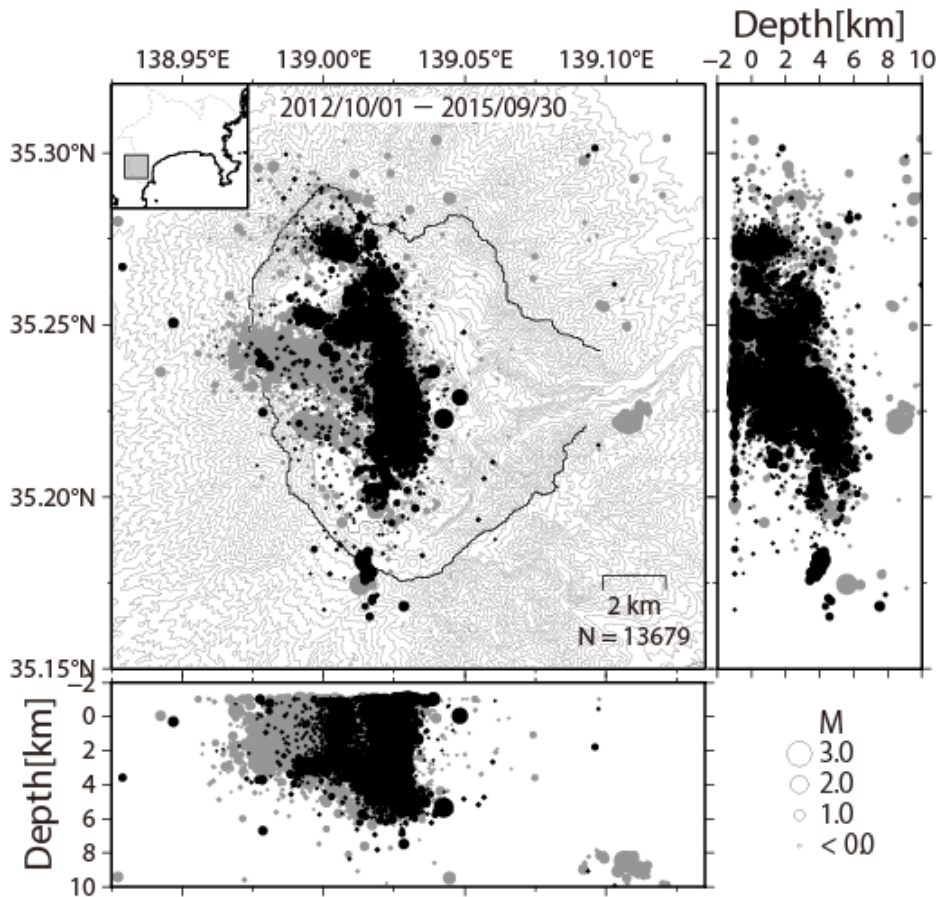 Depth[km]
138.95°E 139.00°E 139.05°E 139.10°E
−2 0 2 4 6 8 10
2012/10/01 － 2015/09/30
35.30°N
35.25°N
35.20°N
35.15°N
2 km
N = 13679
−2
0
2
4
6
8
10
Depth[km]
M
3.0
2.0
1.0
< 0.0